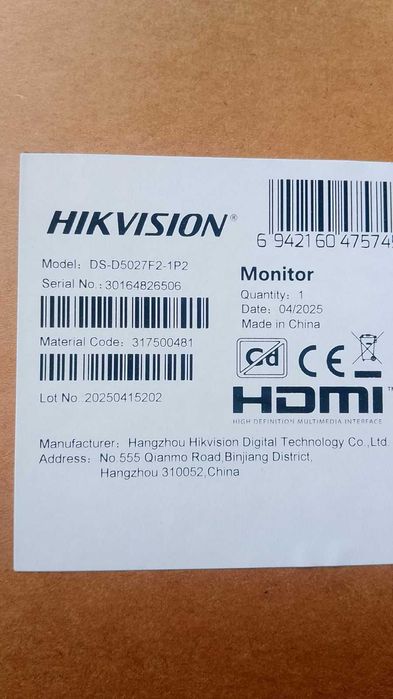 HIKVISION®
6 942160 475745
Model: DS-D5027F2-1P2
Serial No.: 30164826506
Monitor
Quantity: 1
Date: 04/2025
Made in China
Material Code: 317500481
Cd
CE
Lot No. 20250415202
HDMI™
HIGH DEFINITION MULTIMEDIA INTERFACE
Manufacturer: Hangzhou Hikvision Digital Technology Co.,Ltd.
Address: No.555 Qianmo Road,Binjiang District,
Hangzhou 310052,China